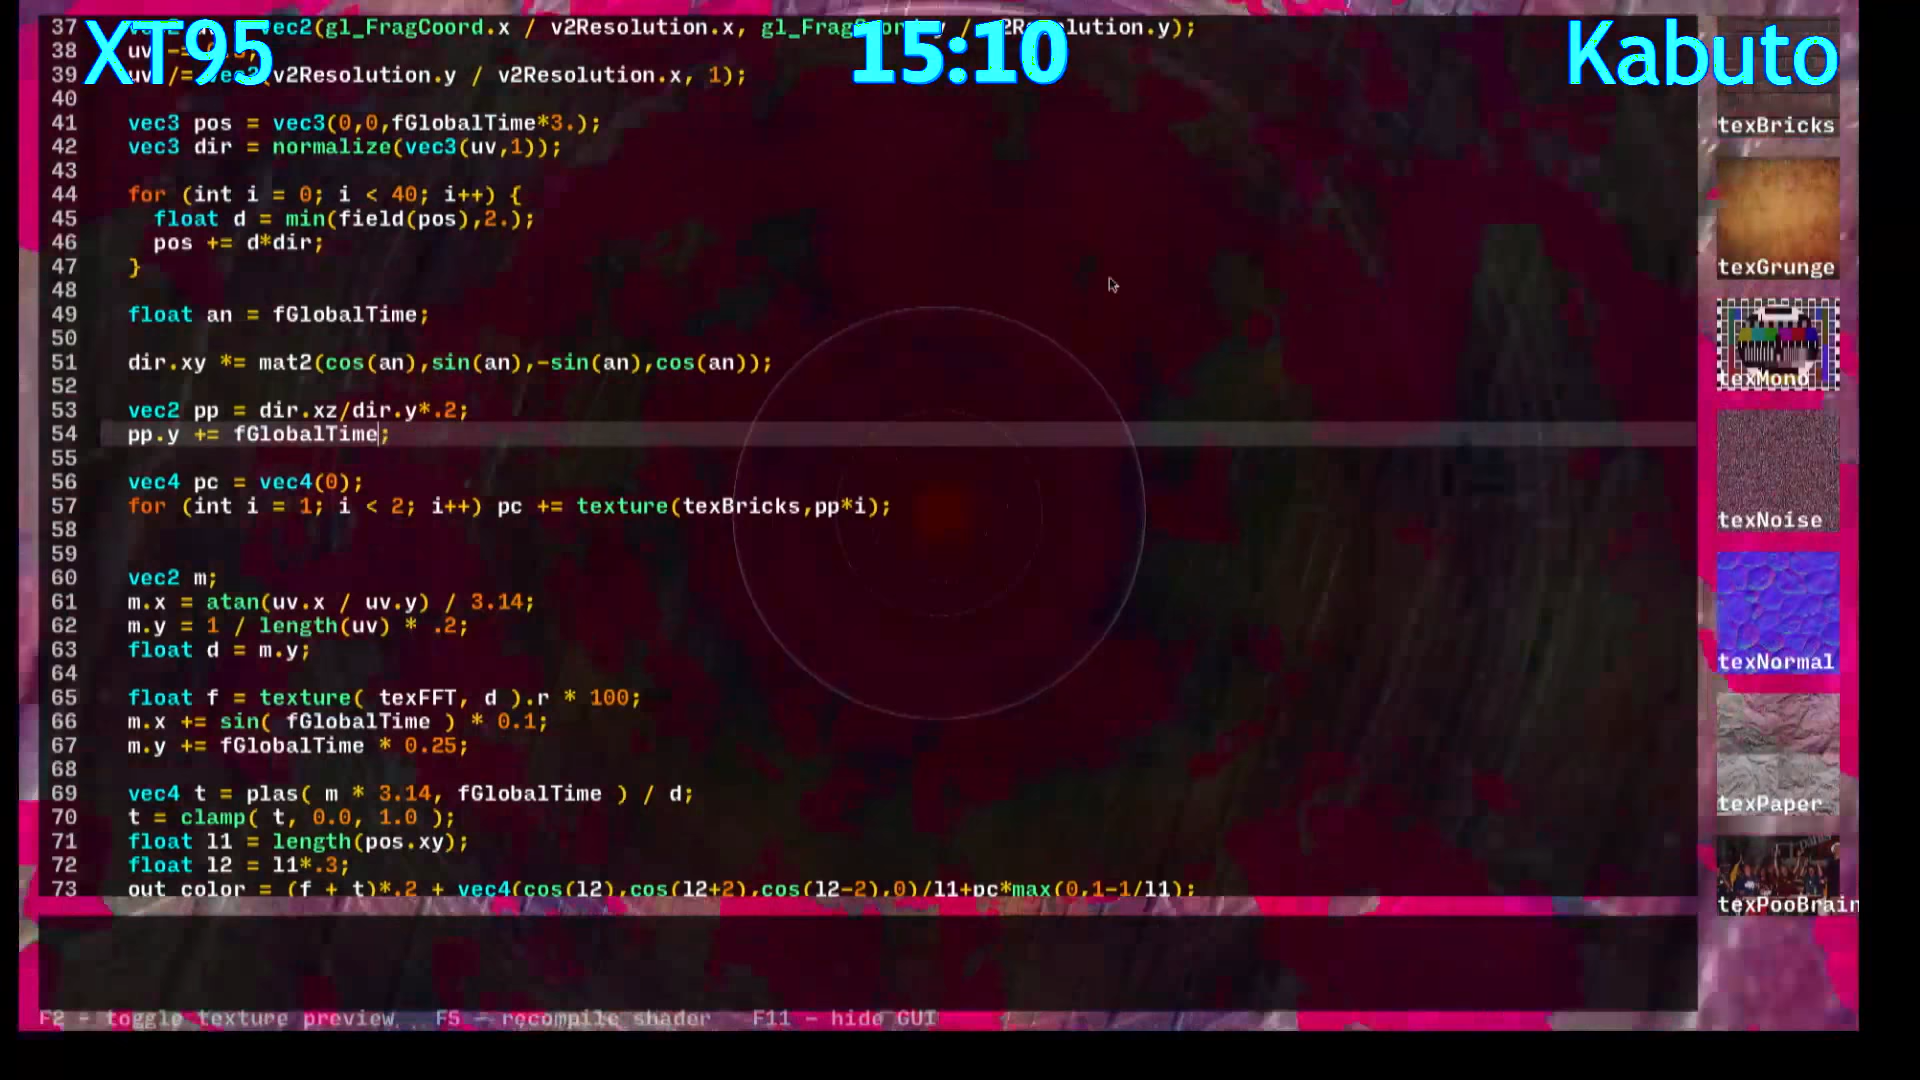 XT95
15:10
Kabuto
37 vec2(gl_FragCoord.x / v2Resolution.x, gl_FragCoord.y / v2Resolution.y);
38 uv -=
39 uv /= vec2(v2Resolution.y / v2Resolution.x, 1);
40
41 vec3 pos = vec3(0,0,fGlobalTime*3.);
42 vec3 dir = normalize(vec3(uv,1));
43
44 for (int i = 0; i < 40; i++) {
45 float d = min(field(pos),2.);
46 pos += d*dir;
47 }
48
49 float an = fGlobalTime;
50
51 dir.xy *= mat2(cos(an),sin(an),-sin(an),cos(an));
52
53 vec2 pp = dir.xz/dir.y*.2;
54 pp.y += fGlobalTime;
55
56 vec4 pc = vec4(0);
57 for (int i = 1; i < 2; i++) pc += texture(texBricks,pp*i);
58
59
60 vec2 m;
61 m.x = atan(uv.x / uv.y) / 3.14;
62 m.y = 1 / length(uv) * .2;
63 float d = m.y;
64
65 float f = texture( texFFT, d ).r * 100;
66 m.x += sin( fGlobalTime ) * 0.1;
67 m.y += fGlobalTime * 0.25;
68
69 vec4 t = plas( m * 3.14, fGlobalTime ) / d;
70 t = clamp( t, 0.0, 1.0 );
71 float l1 = length(pos.xy);
72 float l2 = l1*.3;
73 out_color = (f + t)*.2 + vec4(cos(l2),cos(l2+2),cos(l2-2),0)/l1+pc*max(0,1-1/l1);
texBricks
texGrunge
texMono
texNoise
texNormal
texPaper
texPooBrain
F2 - toggle texture preview F5 - recompile shader F11 - hide GUI